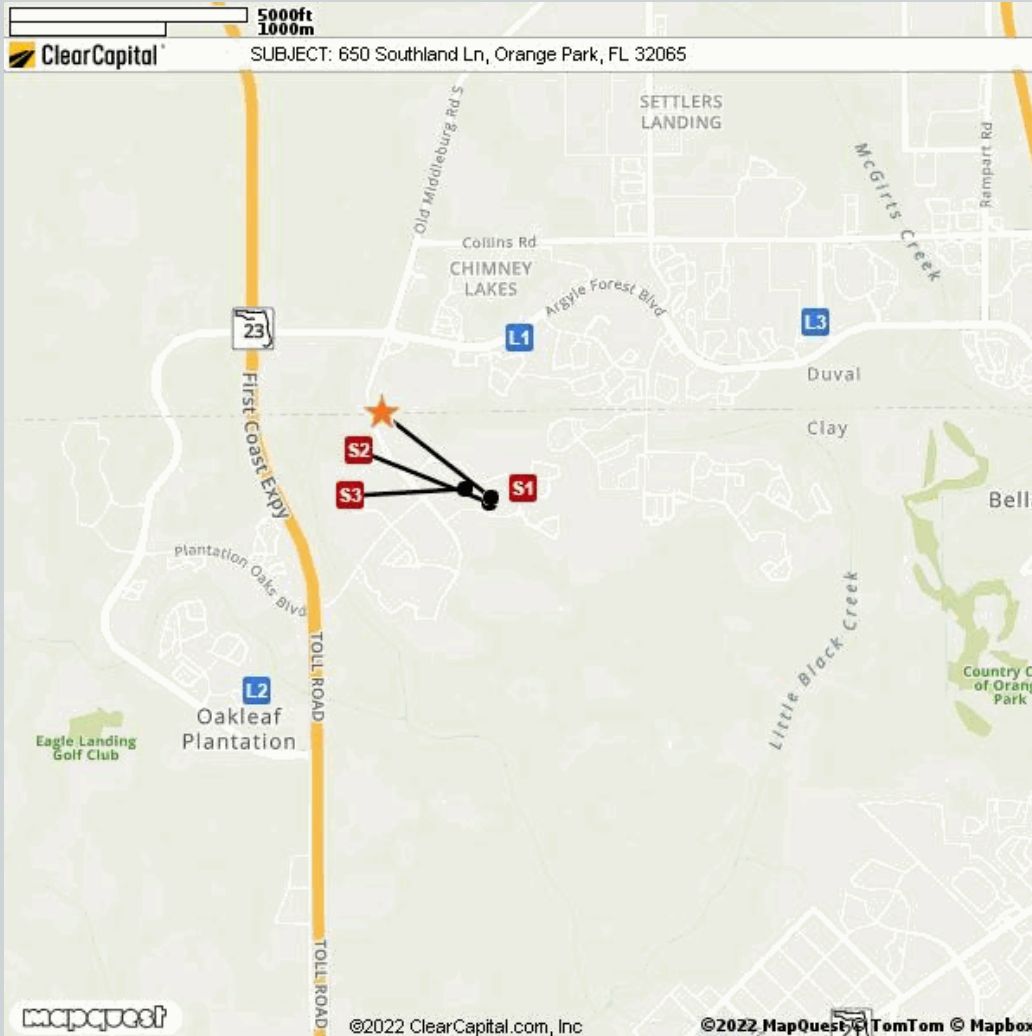 5000ft
1000m
ClearCapital
SUBJECT: 650 Southland Ln, Orange Park, FL 32065
SETTLERS
LANDING
Old Middleburg Rd S
Rampart Rd
McGirts Creek
Collins Rd
CHIMNEY
LAKES
Argyle Forest Blvd
23
L1
L3
Duval
First Coast Expy
Clay
S2
S1
S3
Bell
Plantation Oaks Blvd
Little Black Creek
TOLL ROAD
L2
Oakleaf
Plantation
Country C
of Orang
Park
Eagle Landing
Golf Club
TOLL ROAD
mapquest
©2022 ClearCapital.com, Inc
©2022 MapQuest © TomTom © Mapbo